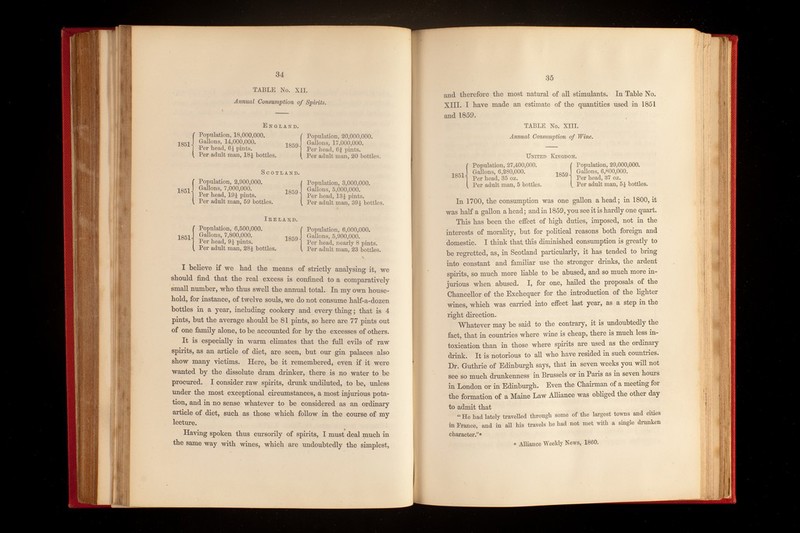 34
TABLE No. XII.
Annual Consumption of Spirits.
ENGLAND.
1851 { Population, 18,000,000.
Gallons, 14,000,000.
Per head, 6¼ pints.
Per adult man, 18¾ bottles.
1859 { Population, 20,000,000.
Gallons, 17,000,000.
Per head, 6¾ pints.
Per adult man, 20 bottles.
SCOTLAND.
1851 { Population, 2,900,000.
Gallons, 7,000,000.
Per head, 19¼ pints.
Per adult man, 59 bottles.
1859 { Population, 3,000,000.
Gallons, 5,000,000.
Per head, 13¼ pints.
Per adult man, 39½ bottles.
IRELAND.
1851 { Population, 6,500,000.
Gallons, 7,800,000.
Per head, 9½ pints.
Per adult man, 28½ bottles.
1859 { Population, 6,000,000.
Gallons, 5,900,000.
Per head, nearly 8 pints.
Per adult man, 23 bottles.
I believe if we had the means of strictly analysing it, we
should find that the real excess is confined to a comparatively
small number, who thus swell the annual total. In my own house-
hold, for instance, of twelve souls, we do not consume half-a-dozen
bottles in a year, including cookery and every thing; that is 4
pints, but the average should be 81 pints, so here are 77 pints out
of one family alone, to be accounted for by the excesses of others.
It is especially in warm climates that the full evils of raw
spirits, as an article of diet, are seen, but our gin palaces also
show many victims. Here, be it remembered, even if it were
wanted by the dissolute dram drinker, there is no water to be
procured. I consider raw spirits, drunk undiluted, to be, unless
under the most exceptional circumstances, a most injurious pota-
tion, and in no sense whatever to be considered as an ordinary
article of diet, such as those which follow in the course of my
lecture.
Having spoken thus cursorily of spirits, I must deal much in
the same way with wines, which are undoubtedly the simplest,
35
and therefore the most natural of all stimulants. In Table No.
XIII. I have made an estimate of the quantities used in 1851
and 1859.
TABLE No. XIII.
Annual Consumption of Wine.
UNITED KINGDOM.
1851 { Population, 27,400,000.
Gallons, 6,280,000.
Per head, 35 oz.
Per adult man, 5 bottles.
1859 { Population, 29,000,000.
Gallons, 6,800,000.
Per head, 37 oz.
Per adult man, 5¼ bottles.
In 1700, the consumption was one gallon a head; in 1800, it
was half a gallon a head; and in 1859, you see it is hardly one quart.
This has been the effect of high duties, imposed, not in the
interests of morality, but for political reasons both foreign and
domestic. I think that this diminished consumption is greatly to
be regretted, as, in Scotland particularly, it has tended to bring
into constant and familiar use the stronger drinks, the ardent
spirits, so much more liable to be abused, and so much more in-
jurious when abused. I, for one, hailed the proposals of the
Chancellor of the Exchequer for the introduction of the lighter
wines, which was carried into effect last year, as a step in the
right direction.
Whatever may be said to the contrary, it is undoubtedly the
fact, that in countries where wine is cheap, there is much less in-
toxication than in those where spirits are used as the ordinary
drink. It is notorious to all who have resided in such countries.
Dr. Guthrie of Edinburgh says, that in seven weeks you will not
see so much drunkenness in Brussels or in Paris as in seven hours
in London or in Edinburgh. Even the Chairman of a meeting for
the formation of a Maine Law Alliance was obliged the other day
to admit that
"He had lately travelled through some of the largest towns and cities
in France, and in all his travels he had not met with a single drunken
character."*
* Alliance Weekly News, 1860.